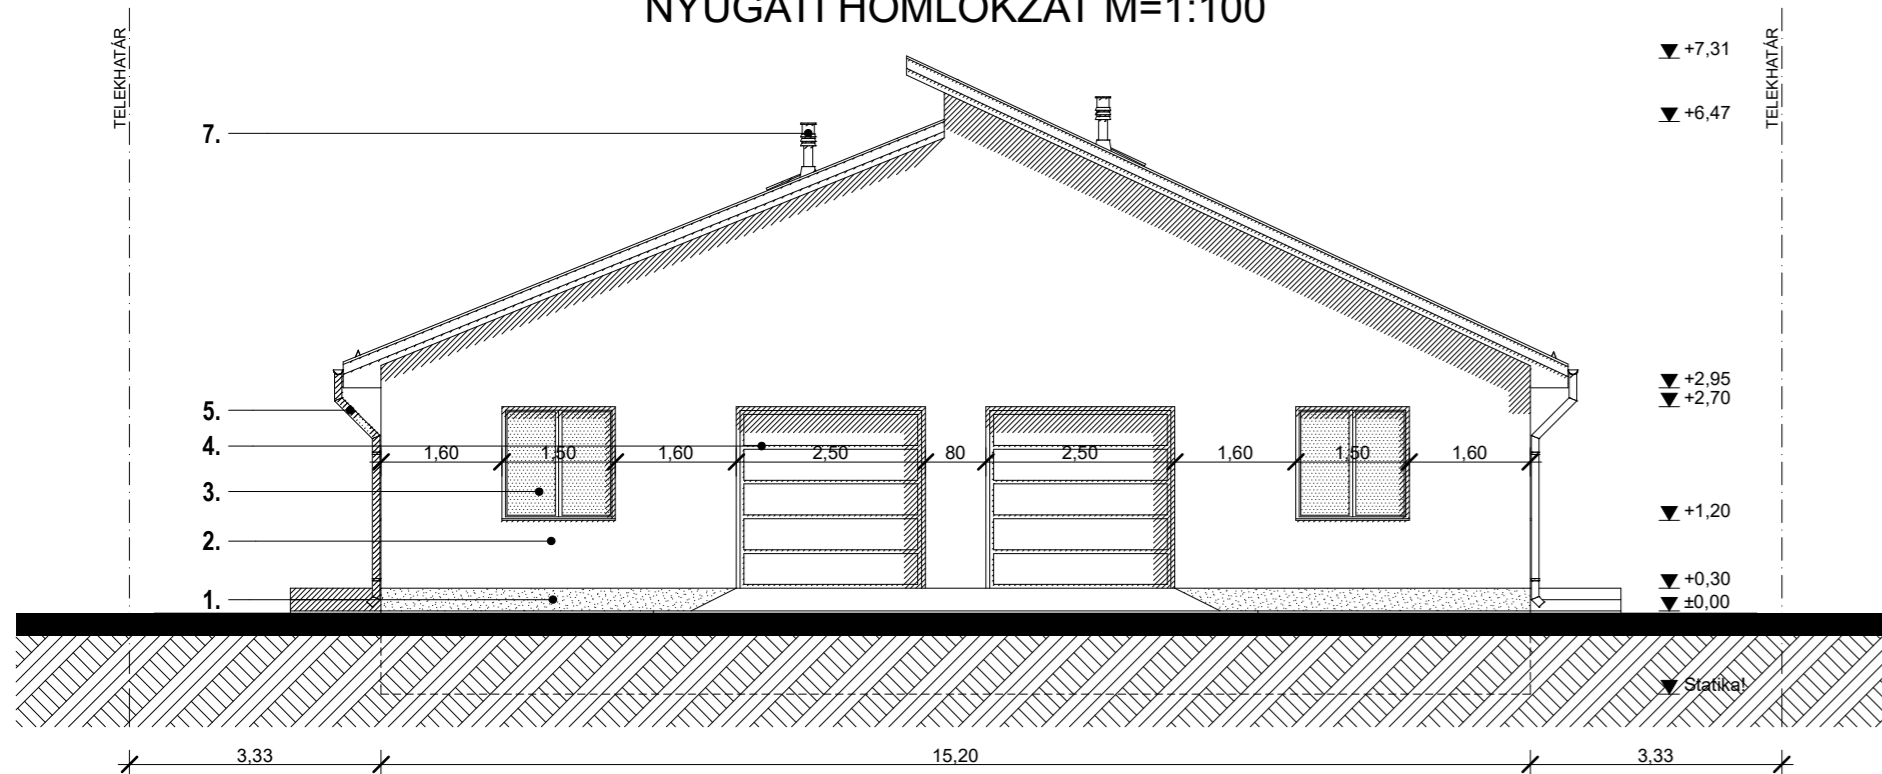 NYUGATI HOMLOKZAT M=1:100
TELEKHATÁR
TELEKHATÁR
+7,31
+6,47
7.
+2,95
+2,70
5.
4.
1,60 1,50 1,60 2,50 80 2,50 1,60 1,50 1,60
3.
+1,20
2.
+0,30
1.
±0,00
Statika!
3,33 15,20 3,33